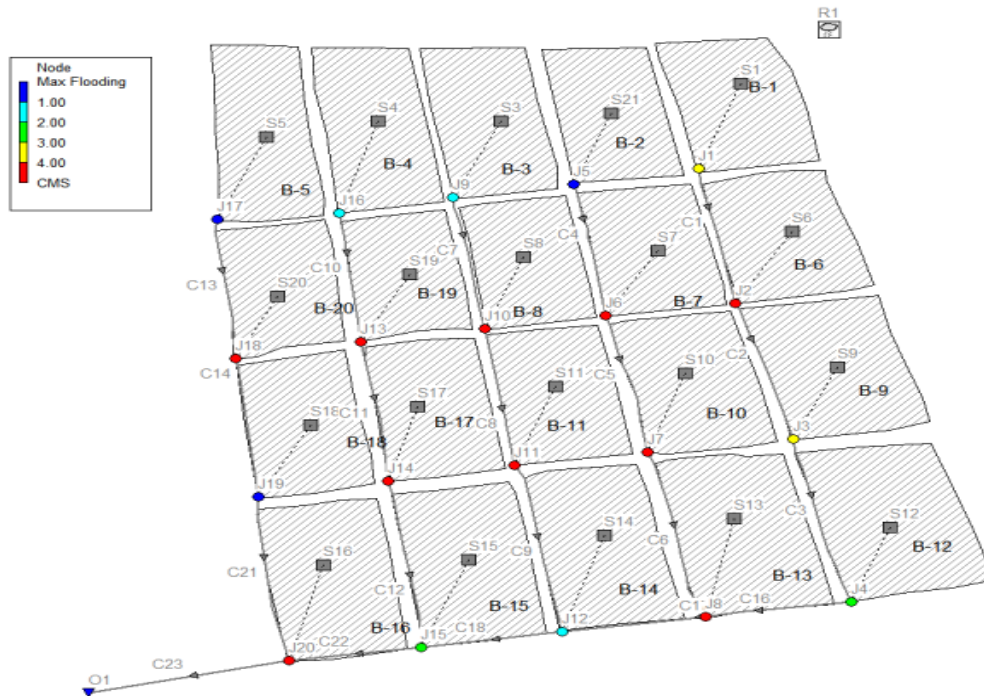 R1
Node
Max Flooding
1.00
2.00
3.00
4.00
CMS
S1
B-1
S21
B-2
S3
B-3
S4
B-4
S5
B-5
J1
J5
J9
J16
J17
S6
B-6
S7
B-7
S8
B-8
S19
B-19
S20
B-20
C1
C4
C7
C10
C13
J2
J6
J10
J13
J18
S9
B-9
S10
B-10
S11
B-11
S17
B-17
S18
B-18
C2
C5
C8
C11
C14
J3
J7
J11
J14
J19
S12
B-12
S13
B-13
S14
B-14
S15
B-15
S16
B-16
C3
C6
C9
C12
C21
J4
C16
J8
J12
C18
J15
C22
J20
C23
O1